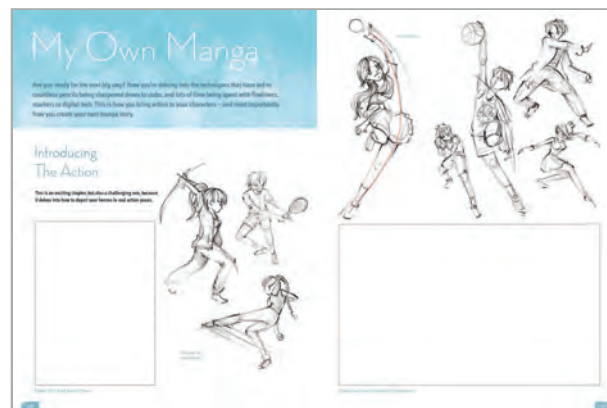 My Own Manga
Are you ready for the next big step? Now you're delving into the techniques that have led to
countless pencils being sharpened down to stubs, and lots of time being spent with fineliners,
markers or digital tech. This is how you bring action to your characters – and most importantly,
how you create your own manga story.
Introducing
The Action
This is an exciting chapter, but also a challenging one, because
it delves into how to depict your heroes in real action poses.